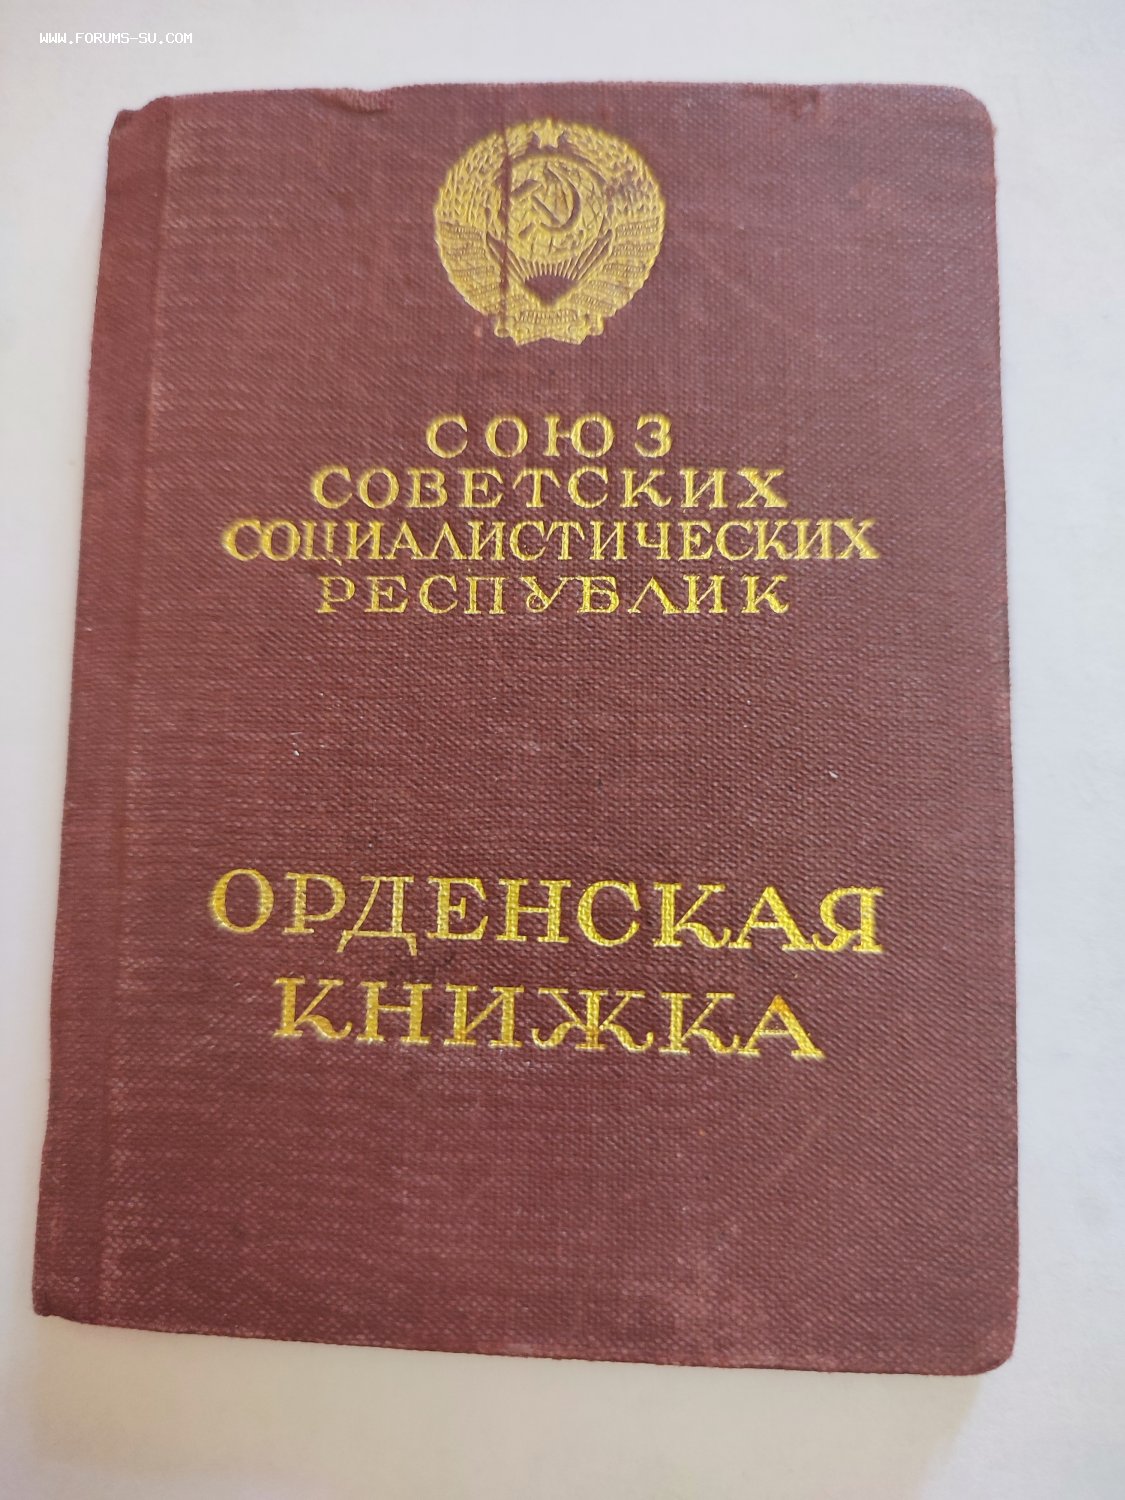 WWW.FORUMS-SU.COM
СОЮЗ
СОВЕТСКИХ
СОЦИАЛИСТИЧЕСКИХ
РЕСПУБЛИК
ОРДЕНСКАЯ
КНИЖКА